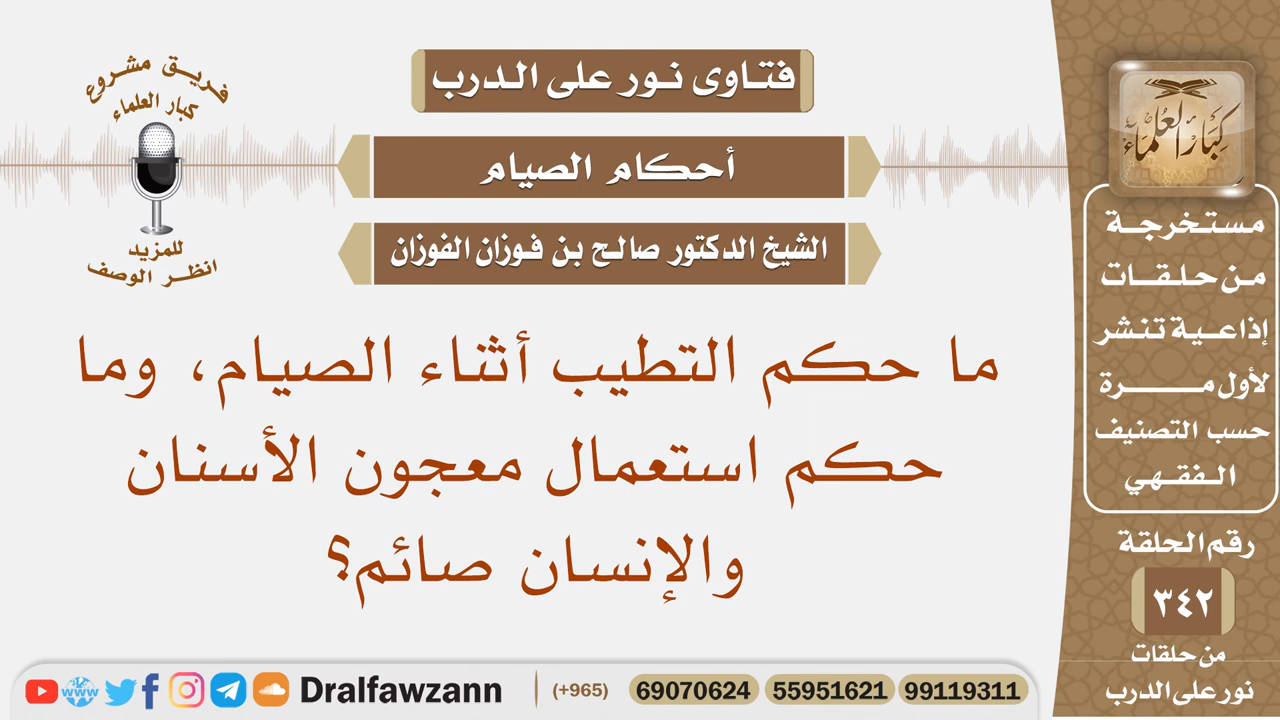 فتاوى نور على الدرب
أحكام الصيام
الشيخ الدكتور صالح بن فوزان الفوزان
ما حكم التطيب أثناء الصيام، وما
حكم استعمال معجون الأسنان
والإنسان صائم؟
فريق مشروع
كبار العلماء
للمزيد
انظر الوصف
كبار العلماء
مستخرجة
من حلقات
إذاعية تنشر
لأول مرة
حسب التصنيف
الفقهي
رقم الحلقة
٣٤٢
من حلقات
نور على الدرب
www
Dralfawzann
(+965) 69070624 55951621 99119311